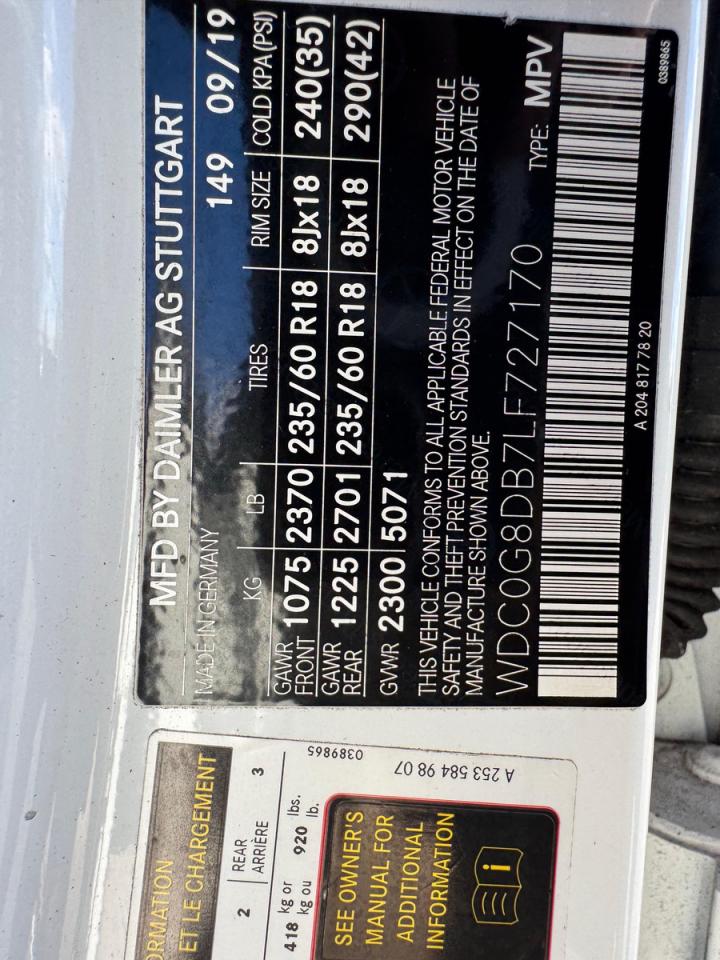 MFD BY DAIMLER AG STUTTGART
MADE IN GERMANY 149 09/19
KG LB TIRES RIM SIZE COLD KPA(PSI)
GAWR FRONT 1075 2370 235/60 R18 8Jx18 240(35)
GAWR REAR 1225 2701 235/60 R18 8Jx18 290(42)
GVWR 2300 5071
THIS VEHICLE CONFORMS TO ALL APPLICABLE FEDERAL MOTOR VEHICLE
SAFETY AND THEFT PREVENTION STANDARDS IN EFFECT ON THE DATE OF
MANUFACTURE SHOWN ABOVE.
WDC0G8DB7LF727170 TYPE: MPV
A 204 817 78 20
0389865
ORMATION
ET LE CHARGEMENT
2 REAR 3
ARRIÈRE
418 kg or 920 lbs.
kg ou lb.
SEE OWNER'S
MANUAL FOR
ADDITIONAL
INFORMATION
0389865
A 253 584 98 07